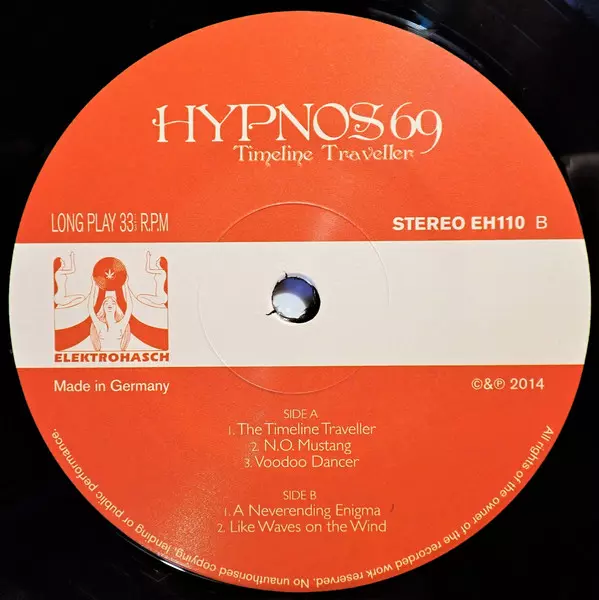 HYPNOS69
Timeline Traveller
LONG PLAY 33⅓ R.P.M
STEREO EH110 B
ELEKTROHASCH
Made in Germany
©&℗ 2014
SIDE A
1. The Timeline Traveller
2. N.O. Mustang
3. Voodoo Dancer
SIDE B
1. A Neverending Enigma
2. Like Waves on the Wind
All rights of the owner of the recorded work reserved. No unauthorised copying, lending or public performance.